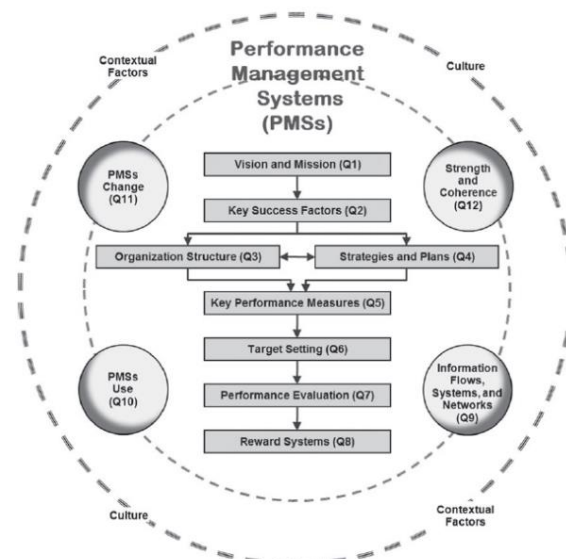 Performance
Management
Systems
(PMSs)
Contextual
Factors
Culture
PMSs
Change
(Q11)
Strength
and
Coherence
(Q12)
Vision and Mission (Q1)
Key Success Factors (Q2)
Organization Structure (Q3)
Strategies and Plans (Q4)
Key Performance Measures (Q5)
Target Setting (Q6)
Performance Evaluation (Q7)
Reward Systems (Q8)
PMSs
Use
(Q10)
Information
Flows,
Systems, and
Networks
(Q9)
Culture
Contextual
Factors